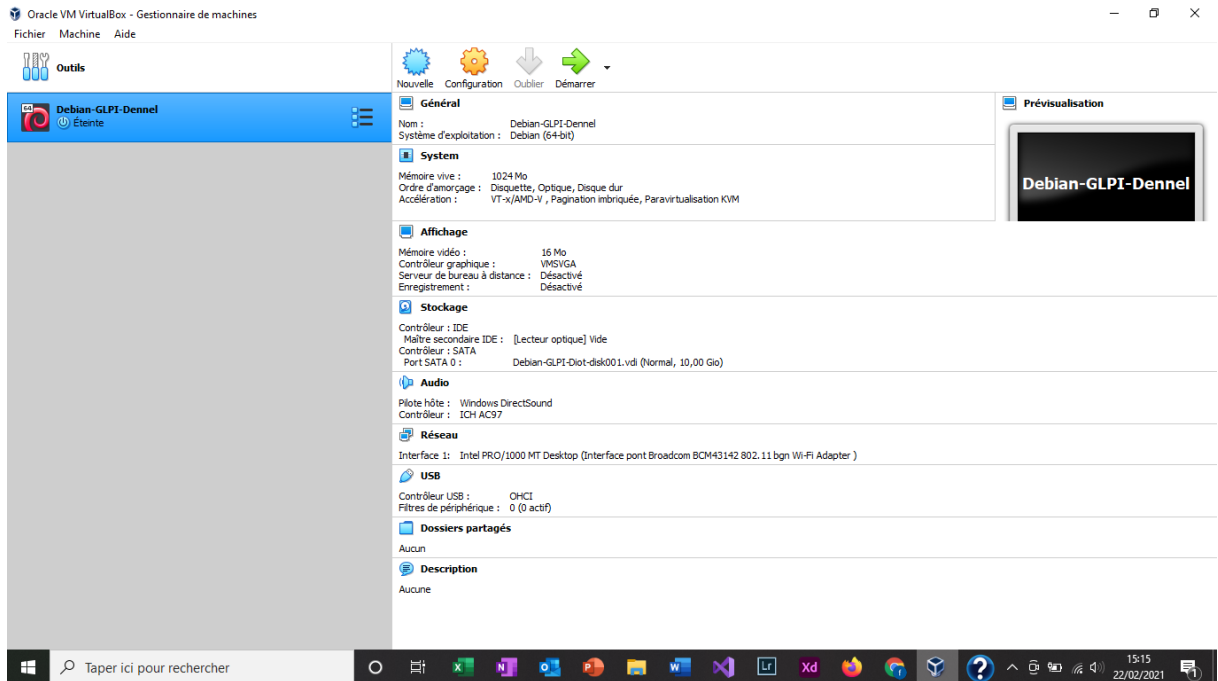 Oracle VM VirtualBox - Gestionnaire de machines
Fichier Machine Aide
Outils
Nouvelle Configuration Oublier Démarrer
64
Debian-GLPI-Dennel
Éteinte
Général
Nom : Debian-GLPI-Dennel
Système d'exploitation : Debian (64-bit)
System
Mémoire vive : 1024 Mo
Ordre d'amorçage : Disquette, Optique, Disque dur
Accélération : VT-x/AMD-V , Pagination imbriquée, Paravirtualisation KVM
Prévisualisation
Debian-GLPI-Dennel
Affichage
Mémoire vidéo : 16 Mo
Contrôleur graphique : VMSVGA
Serveur de bureau à distance : Désactivé
Enregistrement : Désactivé
Stockage
Contrôleur : IDE
Maître secondaire IDE : [Lecteur optique] Vide
Contrôleur : SATA
Port SATA 0 : Debian-GLPI-Diot-disk001.vdi (Normal, 10,00 Gio)
Audio
Pilote hôte : Windows DirectSound
Contrôleur : ICH AC97
Réseau
Interface 1: Intel PRO/1000 MT Desktop (Interface pont Broadcom BCM43142 802.11 bgn Wi-Fi Adapter )
USB
Contrôleur USB : OHCI
Filtres de périphérique : 0 (0 actif)
Dossiers partagés
Aucun
Description
Aucune
Taper ici pour rechercher
Lr Xd
15:15
22/02/2021
1